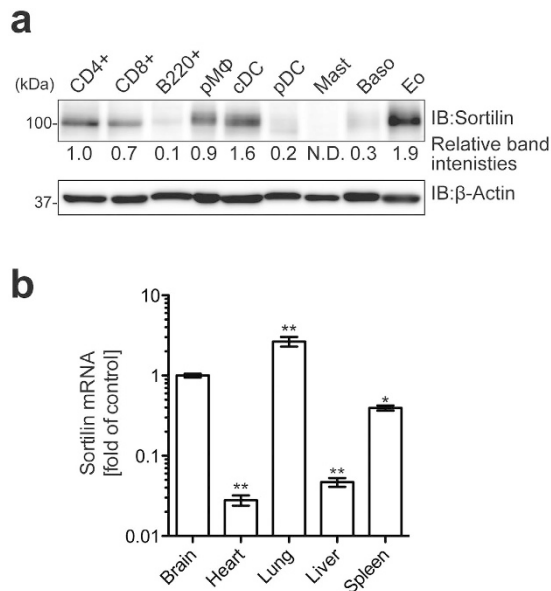 a
CD4+ CD8+ B220+ pMΦ cDC pDC Mast Baso Eo
(kDa)
100- IB:Sortilin
1.0 0.7 0.1 0.9 1.6 0.2 N.D. 0.3 1.9 Relative band
intenisties
37- IB:β-Actin
b
Sortilin mRNA
[fold of control]
10
1
0.1
0.01
** ** ** *
Brain Heart Lung Liver Spleen